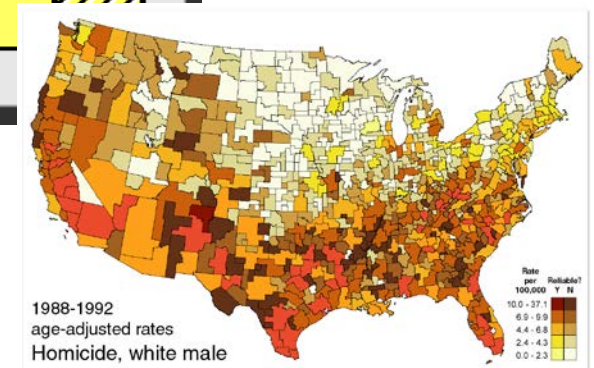 1988-1992
age-adjusted rates
Homicide, white male
Rate
per Reliable?
100,000 Y N
10.0 - 37.1
6.9 - 9.9
4.4 - 6.8
2.4 - 4.3
0.0 - 2.3